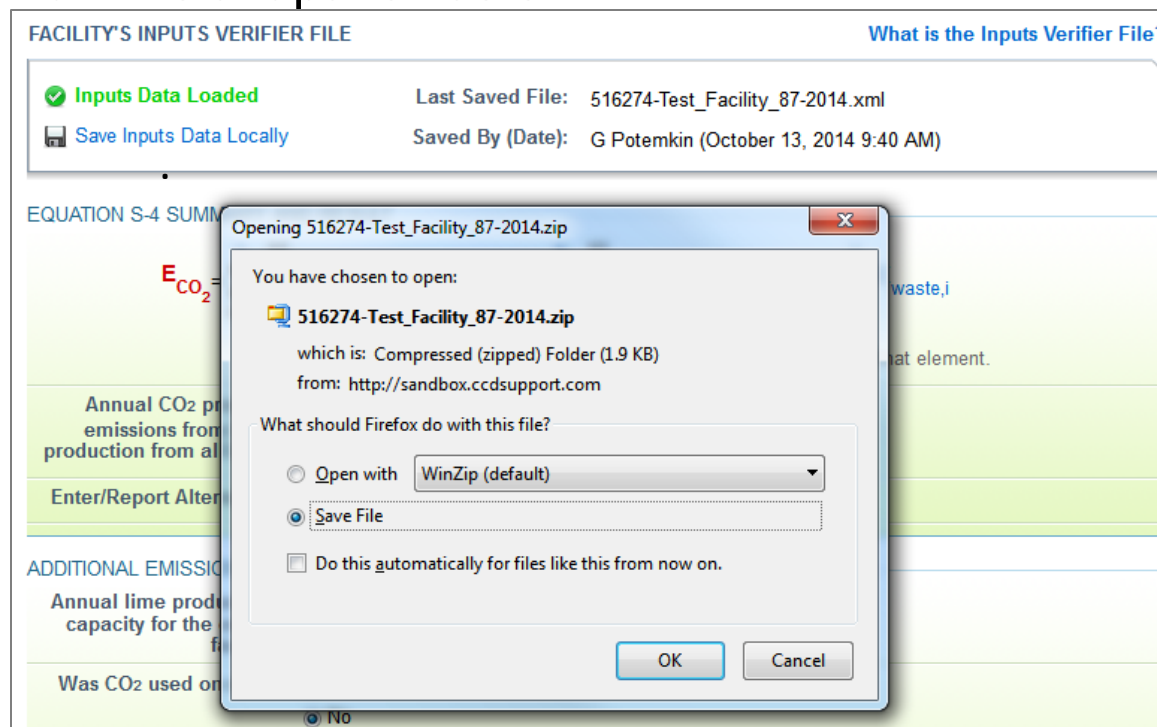 FACILITY'S INPUTS VERIFIER FILE What is the Inputs Verifier File?
Inputs Data Loaded Last Saved File: 516274-Test_Facility_87-2014.xml
Save Inputs Data Locally Saved By (Date): G Potemkin (October 13, 2014 9:40 AM)
EQUATION S-4 SUMM
Opening 516274-Test_Facility_87-2014.zip
You have chosen to open:
516274-Test_Facility_87-2014.zip
which is: Compressed (zipped) Folder (1.9 KB)
from: http://sandbox.ccdsupport.com
What should Firefox do with this file?
Open with WinZip (default)
Save File
Do this automatically for files like this from now on.
OK Cancel
E CO2 =
waste,i
hat element.
Annual CO2 pr
emissions from
production from al
Enter/Report Alter
ADDITIONAL EMISSIO
Annual lime produ
capacity for the
fa
Was CO2 used on
No